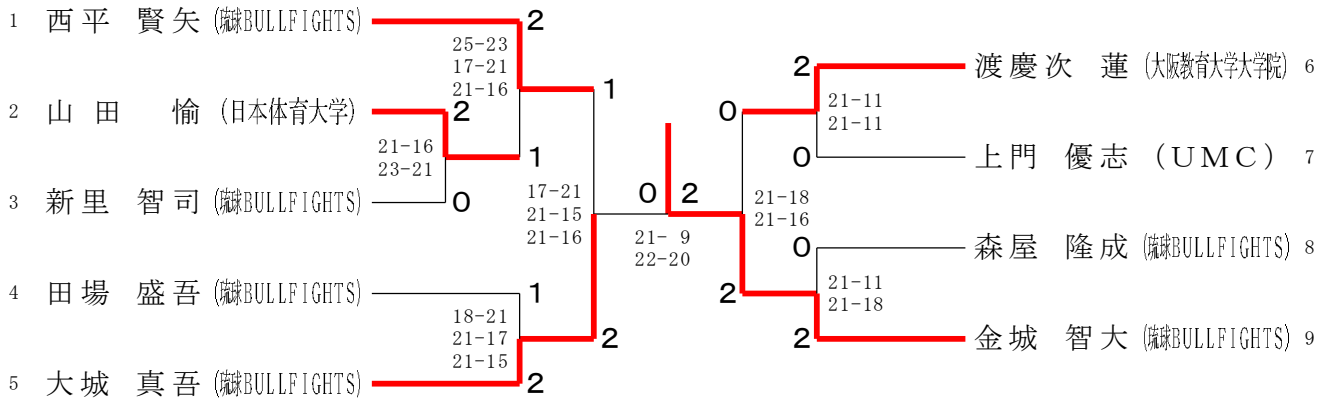 1 西平 賢矢 (琉球BULLFIGHTS) 2
25-23
17-21
21-16
1
2 山田 愉 (日本体育大学) 2
21-16
23-21
1
3 新里 智司 (琉球BULLFIGHTS) 0
17-21
21-15
21-16
4 田場 盛吾 (琉球BULLFIGHTS) 1
18-21
21-17
21-15
2
5 大城 真吾 (琉球BULLFIGHTS) 2
0 2
21- 9
22-20
2 渡慶次 蓮 (大阪教育大学大学院) 6
21-11
21-11
0
0 上門 優志 (UMC) 7
21-18
21-16
0 森屋 隆成 (琉球BULLFIGHTS) 8
21-11
21-18
2
2 金城 智大 (琉球BULLFIGHTS) 9